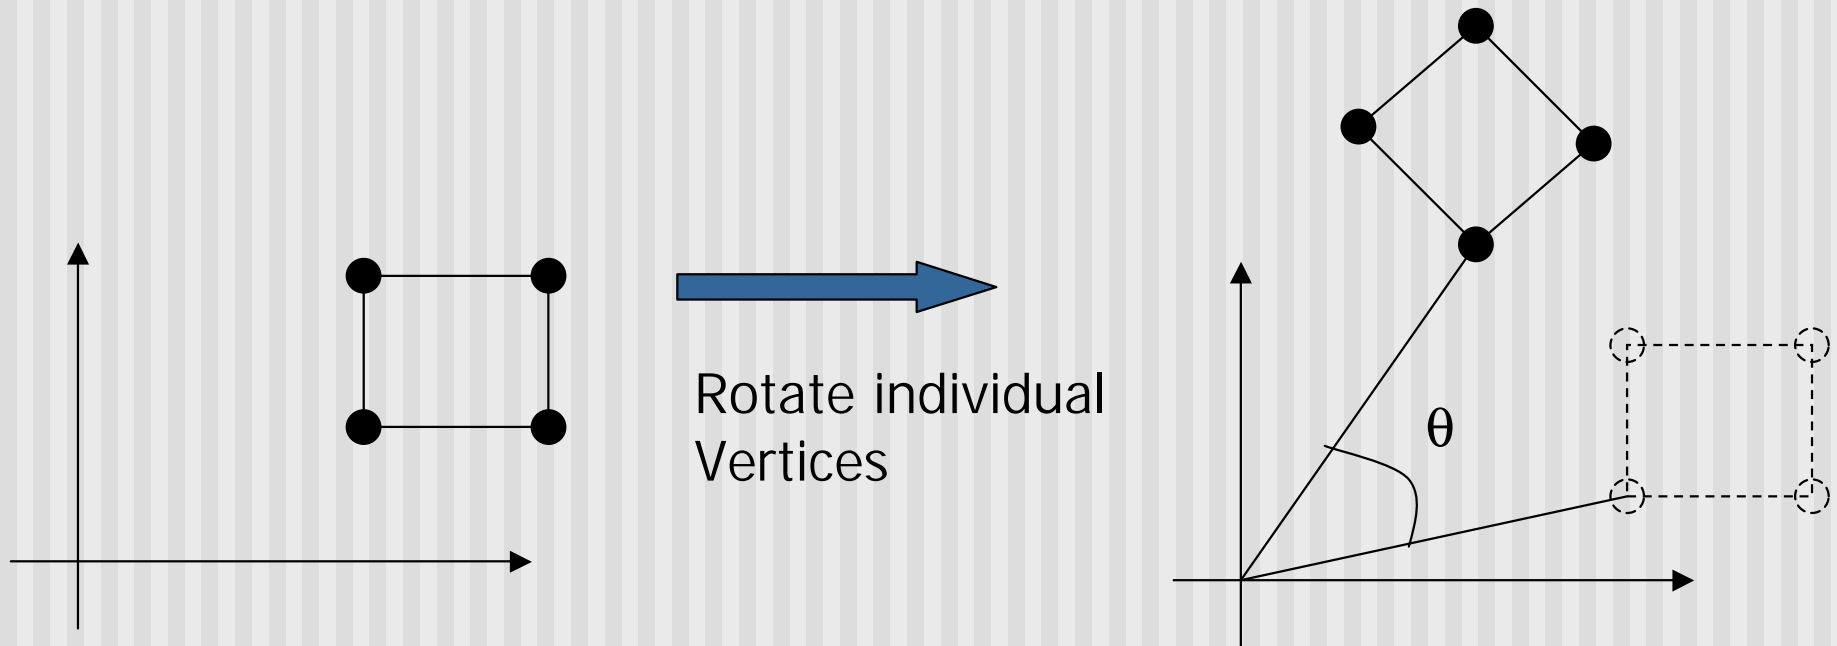 Rotate individual
Vertices
θ